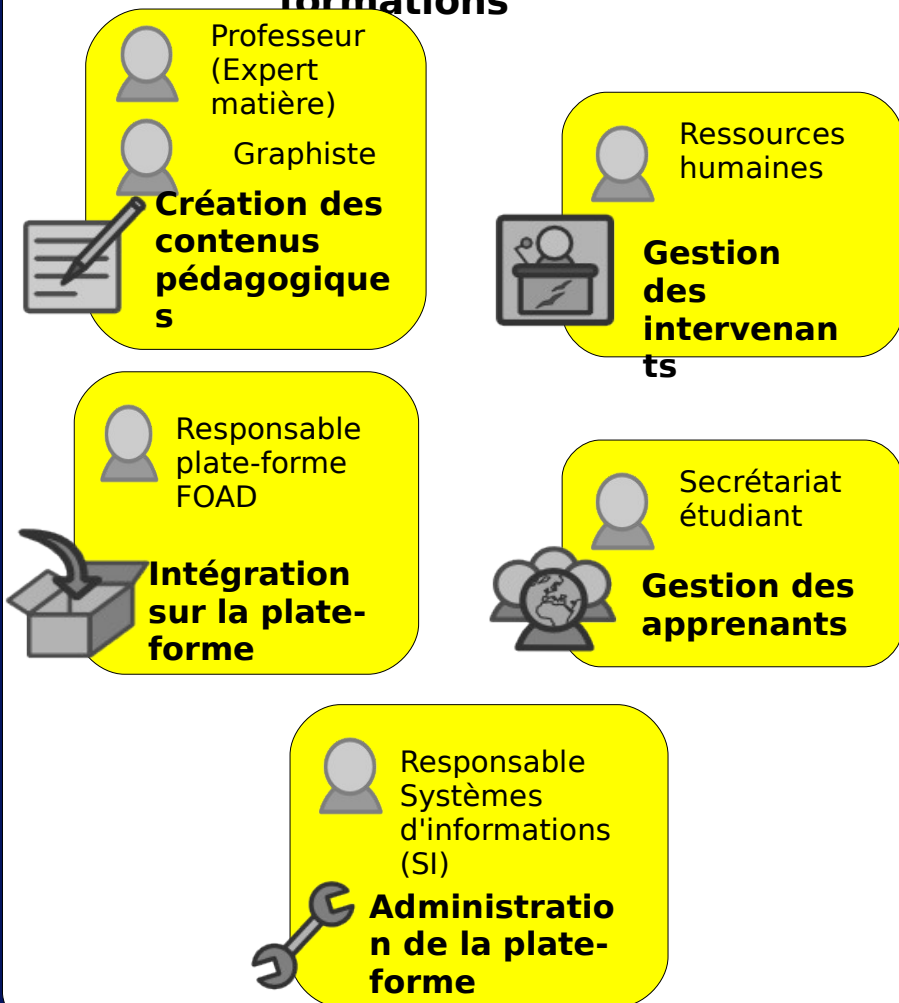 formations
Professeur
(Expert
matière)
Graphiste
Création des
contenus
pédagogique
s
Ressources
humaines
Gestion
des
intervenan
ts
Responsable
plate-forme
FOAD
Intégration
sur la plate-
forme
Secrétariat
étudiant
Gestion des
apprenants
Responsable
Systèmes
d'informations
(SI)
Administratio
n de la plate-
forme